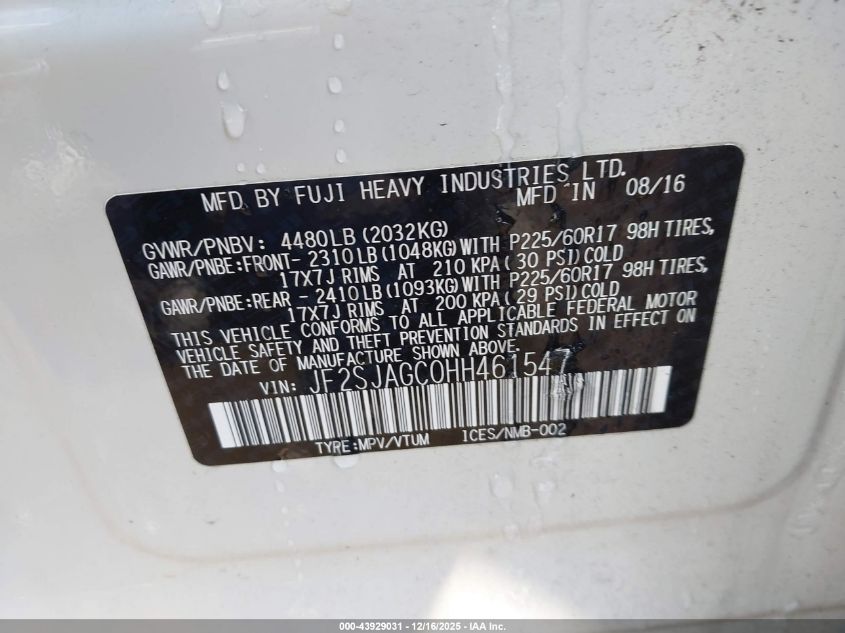 MFD BY FUJI HEAVY INDUSTRIES LTD.
MFD IN 08/16
GVWR/PNBV: 4480LB (2032KG)
GAWR/PNBE:FRONT- 2310LB(1048KG)WITH P225/60R17 98H TIRES,
17X7J RIMS AT 210 KPA( 30 PSI)COLD
GAWR/PNBE:REAR - 2410LB(1093KG)WITH P225/60R17 98H TIRES,
17X7J RIMS AT 200 KPA( 29 PSI)COLD
THIS VEHICLE CONFORMS TO ALL APPLICABLE FEDERAL MOTOR
VEHICLE SAFETY AND THEFT PREVENTION STANDARDS IN EFFECT ON
THE DATE OF MANUFACTURE SHOWN ABOVE.
VIN: JF2SJAGC0HH461547
TYPE:MPV/VTUM ICES/NMB-002
000-43929031 - 12/16/2025 - IAA Inc.